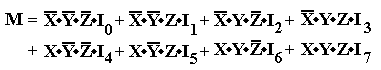 M = X̅•Y̅•Z̅•I₀ + X̅•Y̅•Z•I₁ + X̅•Y•Z̅•I₂ + X̅•Y•Z•I₃
+ X•Y̅•Z̅•I₄ + X•Y̅•Z•I₅ + X•Y•Z̅•I₆ + X•Y•Z•I₇